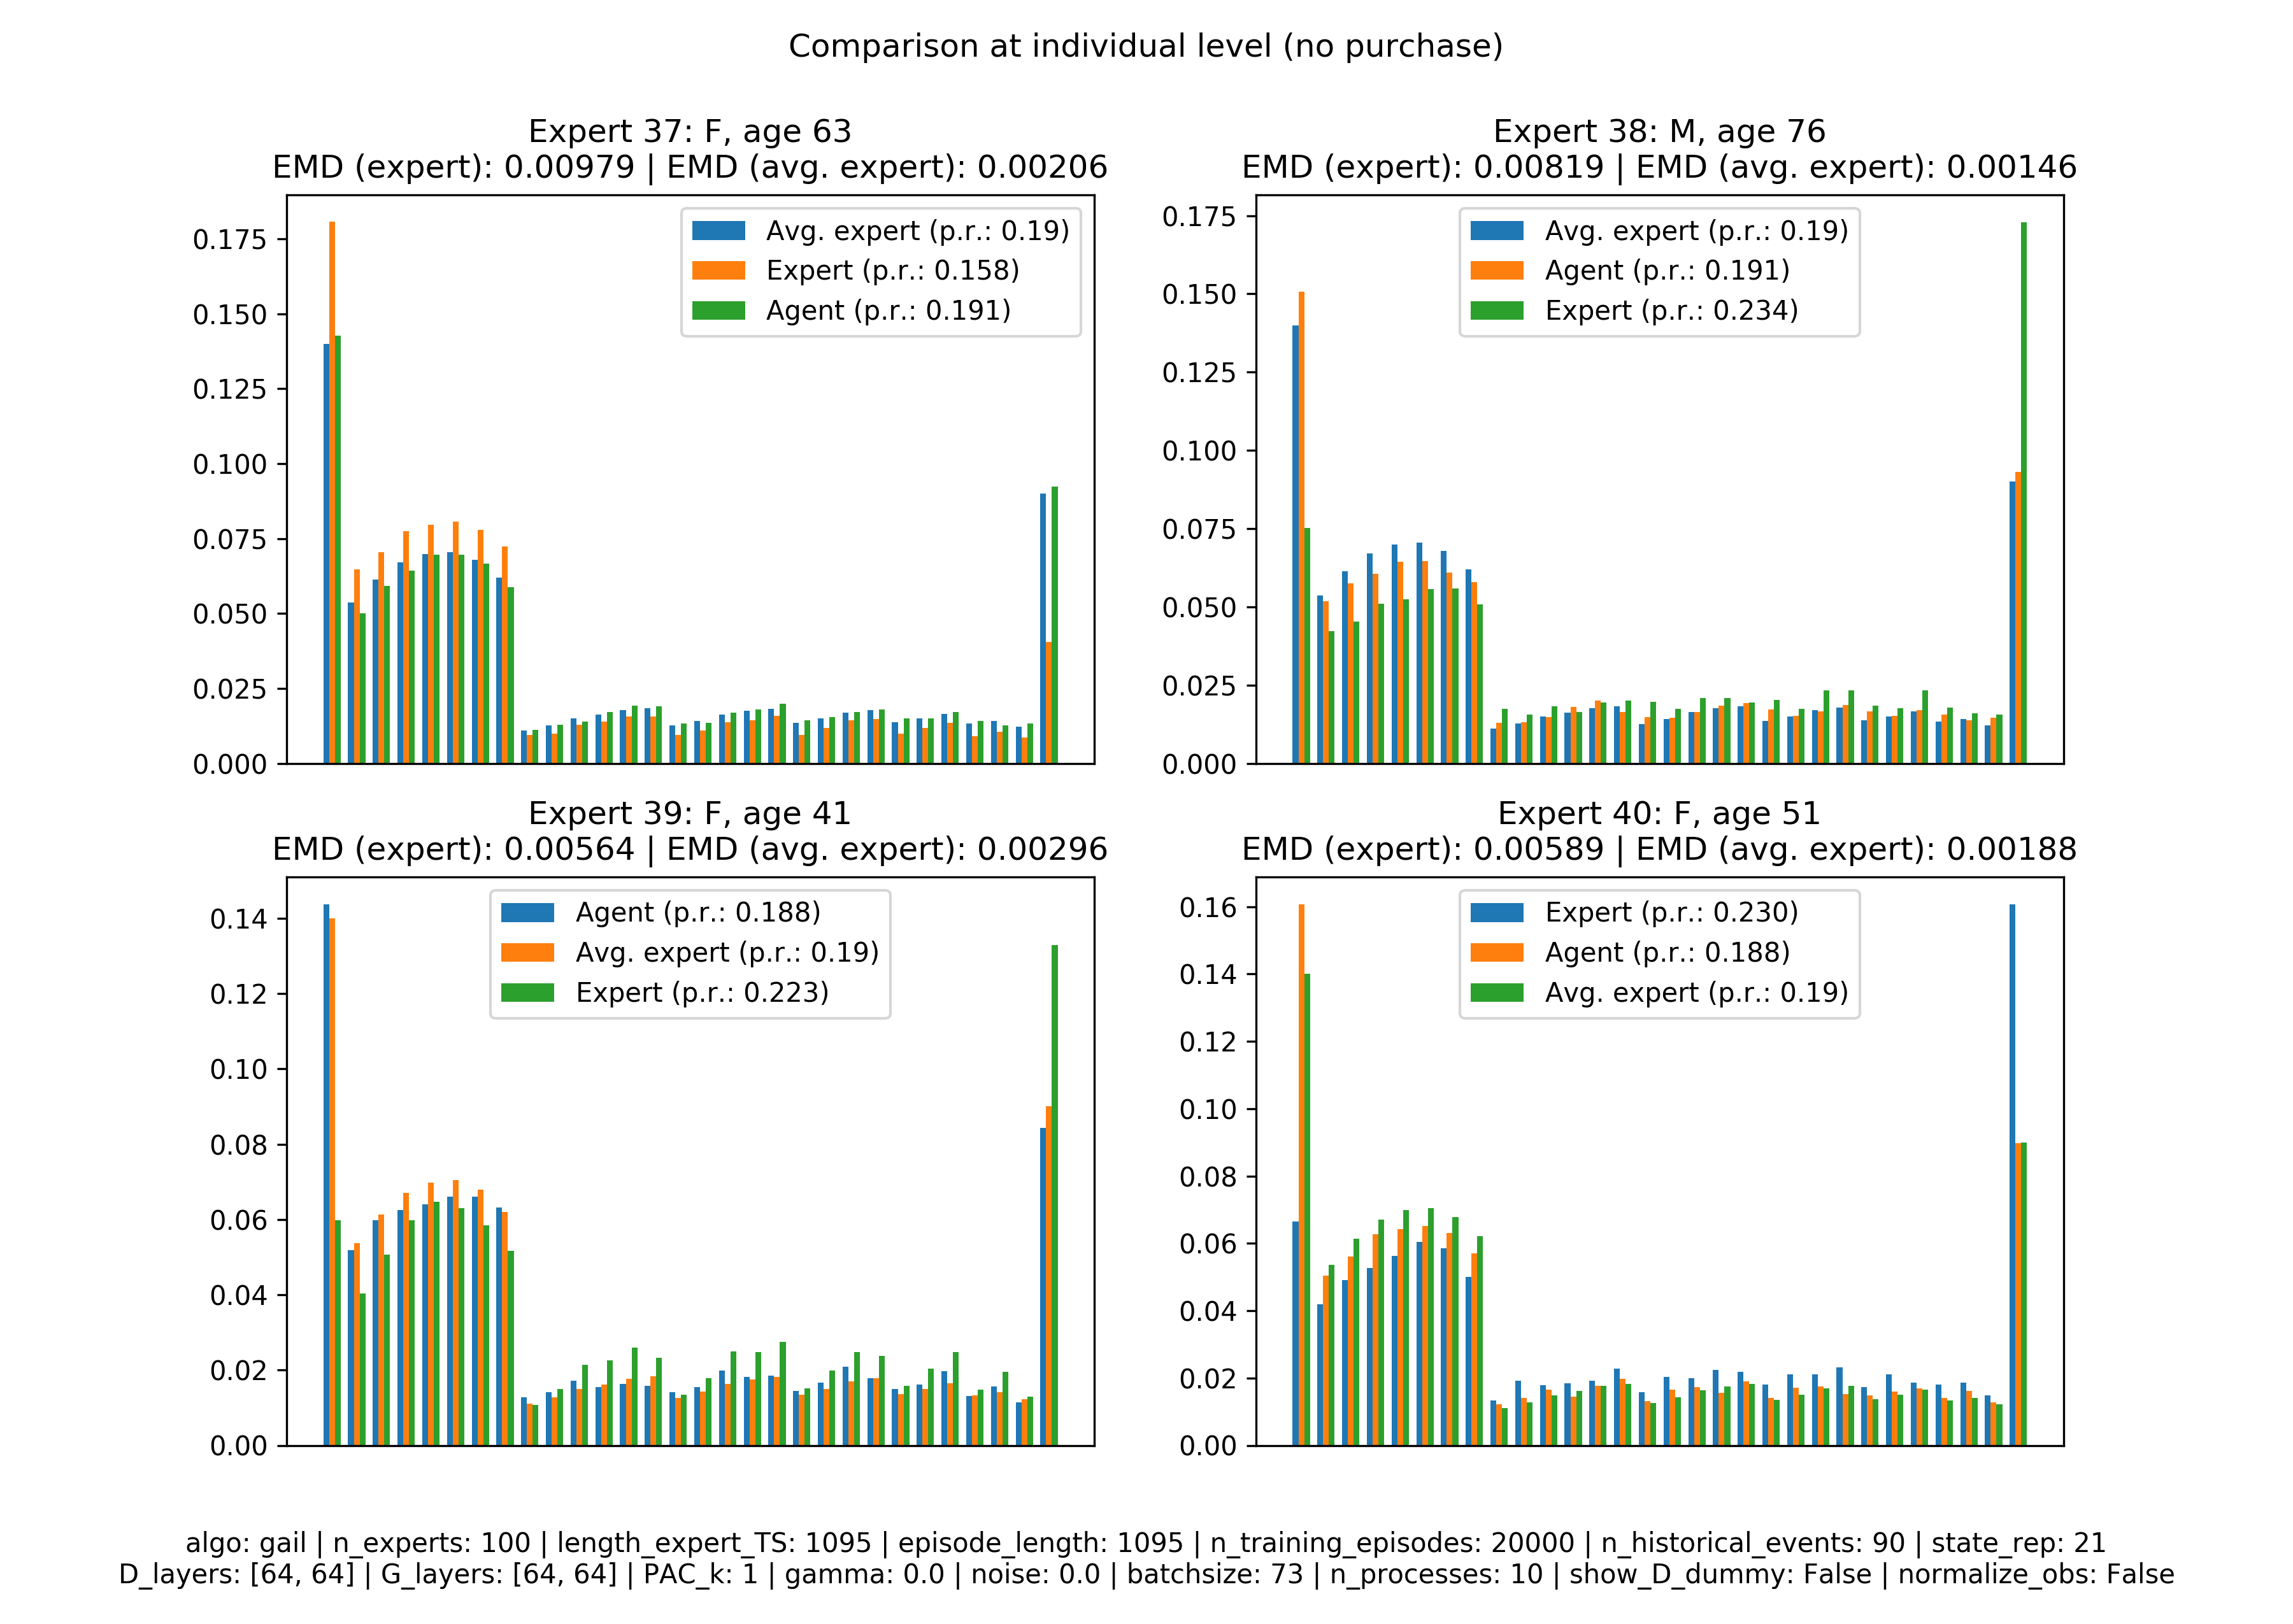 Comparison at individual level (no purchase)
Expert 37: F, age 63
EMD (expert): 0.00979 | EMD (avg. expert): 0.00206
0.175
0.150
0.125
0.100
0.075
0.050
0.025
0.000
Avg. expert (p.r.: 0.19)
Expert (p.r.: 0.158)
Agent (p.r.: 0.191)
Expert 38: M, age 76
EMD (expert): 0.00819 | EMD (avg. expert): 0.00146
0.175
0.150
0.125
0.100
0.075
0.050
0.025
0.000
Avg. expert (p.r.: 0.19)
Agent (p.r.: 0.191)
Expert (p.r.: 0.234)
Expert 39: F, age 41
EMD (expert): 0.00564 | EMD (avg. expert): 0.00296
0.14
0.12
0.10
0.08
0.06
0.04
0.02
0.00
Agent (p.r.: 0.188)
Avg. expert (p.r.: 0.19)
Expert (p.r.: 0.223)
Expert 40: F, age 51
EMD (expert): 0.00589 | EMD (avg. expert): 0.00188
0.16
0.14
0.12
0.10
0.08
0.06
0.04
0.02
0.00
Expert (p.r.: 0.230)
Agent (p.r.: 0.188)
Avg. expert (p.r.: 0.19)
algo: gail | n_experts: 100 | length_expert_TS: 1095 | episode_length: 1095 | n_training_episodes: 20000 | n_historical_events: 90 | state_rep: 21
D_layers: [64, 64] | G_layers: [64, 64] | PAC_k: 1 | gamma: 0.0 | noise: 0.0 | batchsize: 73 | n_processes: 10 | show_D_dummy: False | normalize_obs: False